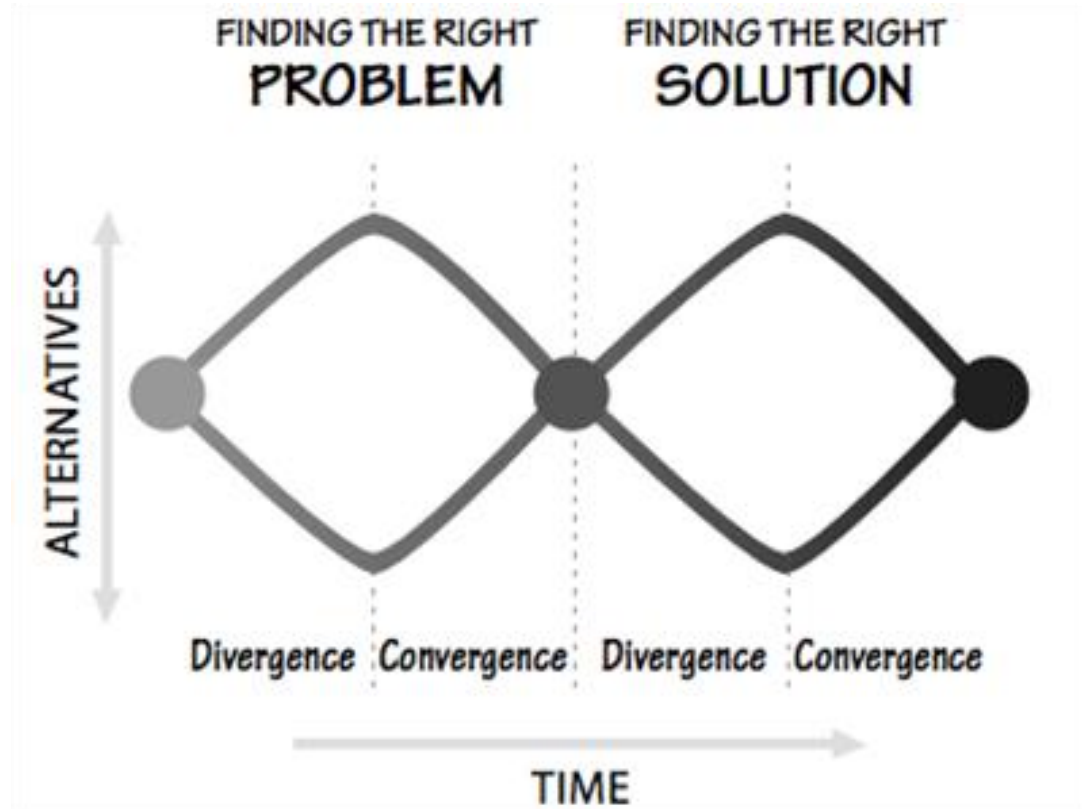 FINDING THE RIGHT
PROBLEM
FINDING THE RIGHT
SOLUTION
ALTERNATIVES
Divergence
Convergence
Divergence
Convergence
TIME